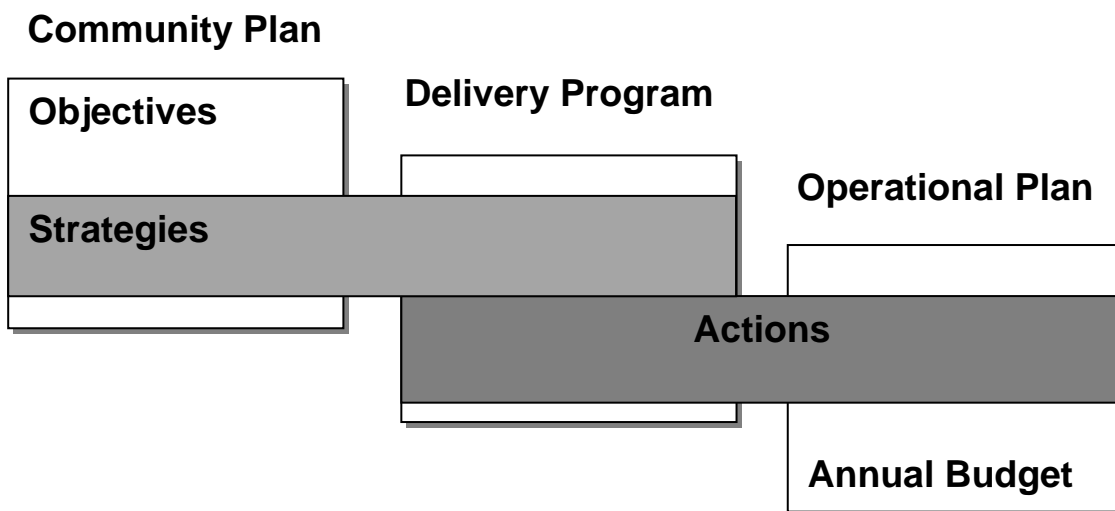 Community Plan
Objectives
Delivery Program
Operational Plan
Strategies
Actions
Annual Budget